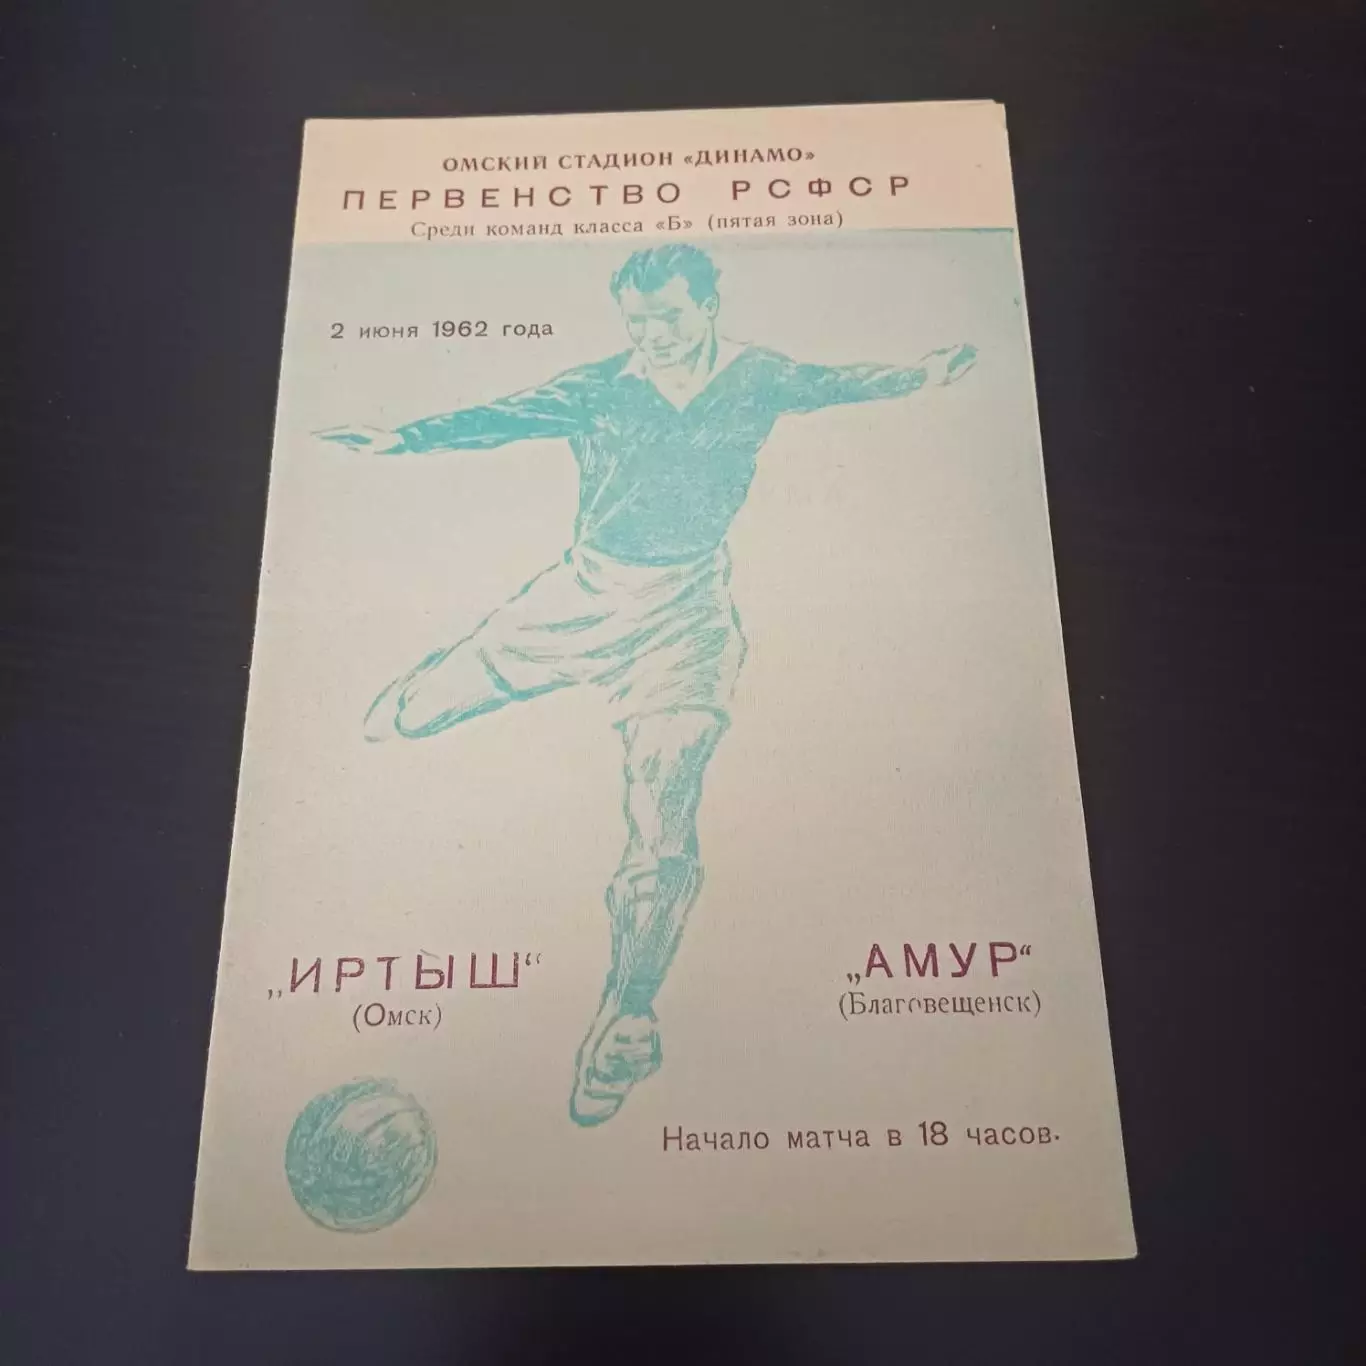 ОМСКИЙ СТАДИОН «ДИНАМО»
ПЕРВЕНСТВО РСФСР
Среди команд класса «Б» (пятая зона)
2 июня 1962 года
„ИРТЫШ“
(Омск)
„АМУР“
(Благовещенск)
Начало матча в 18 часов.